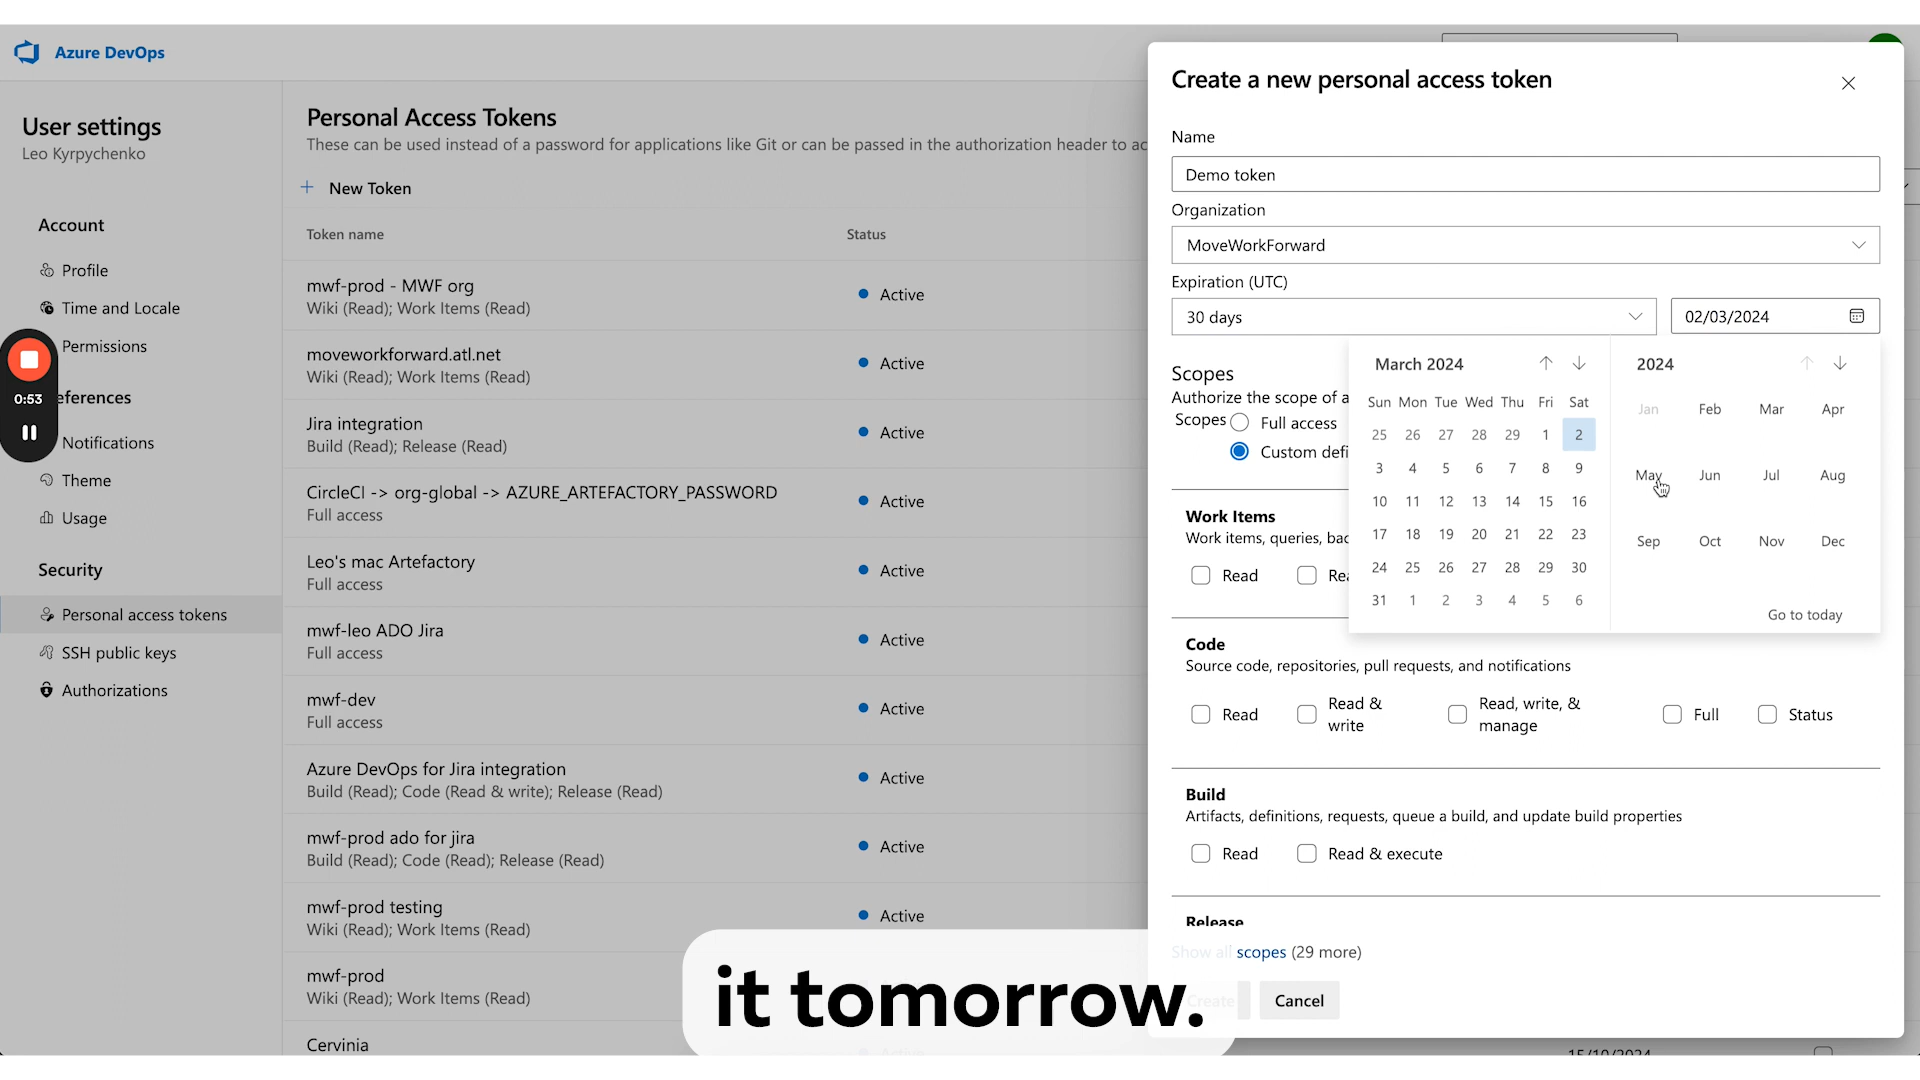 Azure DevOps
User settings
Leo Kyrpychenko
Account
Profile
Time and Locale
Permissions
0:53
eferences
Notifications
Theme
Usage
Security
Personal access tokens
SSH public keys
Authorizations
Personal Access Tokens
These can be used instead of a password for applications like Git or can be passed in the authorization header to ac
New Token
Token name Status
mwf-prod - MWF org
Wiki (Read); Work Items (Read)
Active
moveworkforward.atl.net
Wiki (Read); Work Items (Read)
Active
Jira integration
Build (Read); Release (Read)
Active
CircleCI -> org-global -> AZURE_ARTEFACTORY_PASSWORD
Full access
Active
Leo's mac Artefactory
Full access
Active
mwf-leo ADO Jira
Full access
Active
mwf-dev
Full access
Active
Azure DevOps for Jira integration
Build (Read); Code (Read & write); Release (Read)
Active
mwf-prod ado for jira
Build (Read); Code (Read); Release (Read)
Active
mwf-prod testing
Wiki (Read); Work Items (Read)
Active
mwf-prod
Wiki (Read); Work Items (Read)
Cervinia
Create a new personal access token
Name
Demo token
Organization
MoveWorkForward
Expiration (UTC)
30 days 02/03/2024
Scopes
Authorize the scope of a
Scopes Full access
Custom defi
March 2024
Sun Mon Tue Wed Thu Fri Sat
25 26 27 28 29 1 2
3 4 5 6 7 8 9
10 11 12 13 14 15 16
17 18 19 20 21 22 23
24 25 26 27 28 29 30
31 1 2 3 4 5 6
2024
Jan Feb Mar Apr
May Jun Jul Aug
Sep Oct Nov Dec
Go to today
Work Items
Work items, queries, bac
Read Rea
Code
Source code, repositories, pull requests, and notifications
Read Read & write Read, write, & manage Full Status
Build
Artifacts, definitions, requests, queue a build, and update build properties
Read Read & execute
Release
Show all scopes (29 more)
Create Cancel
it tomorrow.